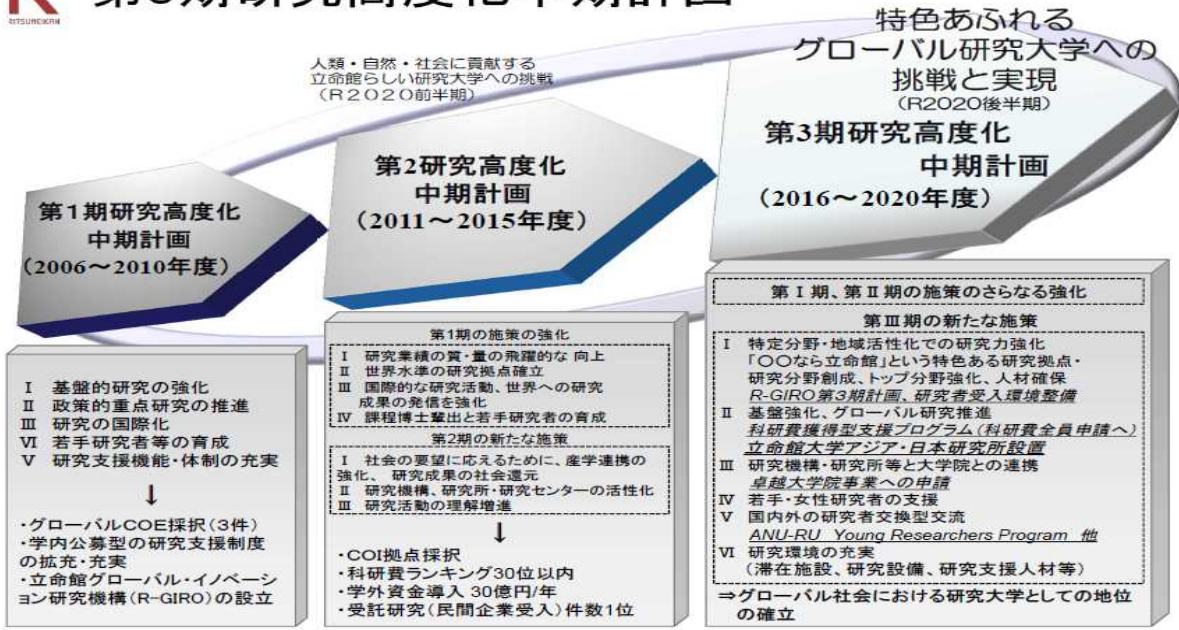 RITSUMEIKAN
第3期研究高度化中期計画
人類・自然・社会に貢献する
立命館らしい研究大学への挑戦
(R2020前半期)
特色あふれる
グローバル研究大学への
挑戦と実現
(R2020後半期)
第1期研究高度化
中期計画
(2006～2010年度)
第2研究高度化
中期計画
(2011～2015年度)
第3期研究高度化
中期計画
(2016～2020年度)
Ⅰ 基盤的研究の強化
Ⅱ 政策的重点研究の推進
Ⅲ 研究の国際化
Ⅵ 若手研究者等の育成
Ⅴ 研究支援機能・体制の充実
↓
・グローバルCOE採択(3件)
・学内公募型の研究支援制度
の拡充・充実
・立命館グローバル・イノベーシ
ョン研究機構(R-GIRO)の設立
第1期の施策の強化
Ⅰ 研究業績の質・量の飛躍的な 向上
Ⅱ 世界水準の研究拠点確立
Ⅲ 国際的な研究活動、世界への研究
成果の発信を強化
Ⅳ 課程博士輩出と若手研究者の育成
第2期の新たな施策
Ⅰ 社会の要望に応えるために、産学連携の
強化、 研究成果の社会還元
Ⅱ 研究機構、研究所・研究センターの活性化
Ⅲ 研究活動の理解増進
↓
・COI拠点採択
・科研費ランキング30位以内
・学外資金導入 30億円/年
・受託研究(民間企業受入)件数1位
第Ⅰ期、第Ⅱ期の施策のさらなる強化
第Ⅲ期の新たな施策
Ⅰ 特定分野・地域活性化での研究力強化
「〇〇なら立命館」という特色ある研究拠点・
研究分野創成、トップ分野強化、人材確保
R-GIRO第3期計画、研究者受入環境整備
Ⅱ 基盤強化、グローバル研究推進
科研費獲得型支援プログラム(科研費全員申請へ)
立命館大学アジア・日本研究所設置
Ⅲ 研究機構・研究所等と大学院との連携
卓越大学院事業への申請
Ⅳ 若手・女性研究者の支援
Ⅴ 国内外の研究者交換型交流
ANU-RU Young Researchers Program 他
Ⅵ 研究環境の充実
(滞在施設、研究設備、研究支援人材等)
⇒グローバル社会における研究大学としての地位
の確立